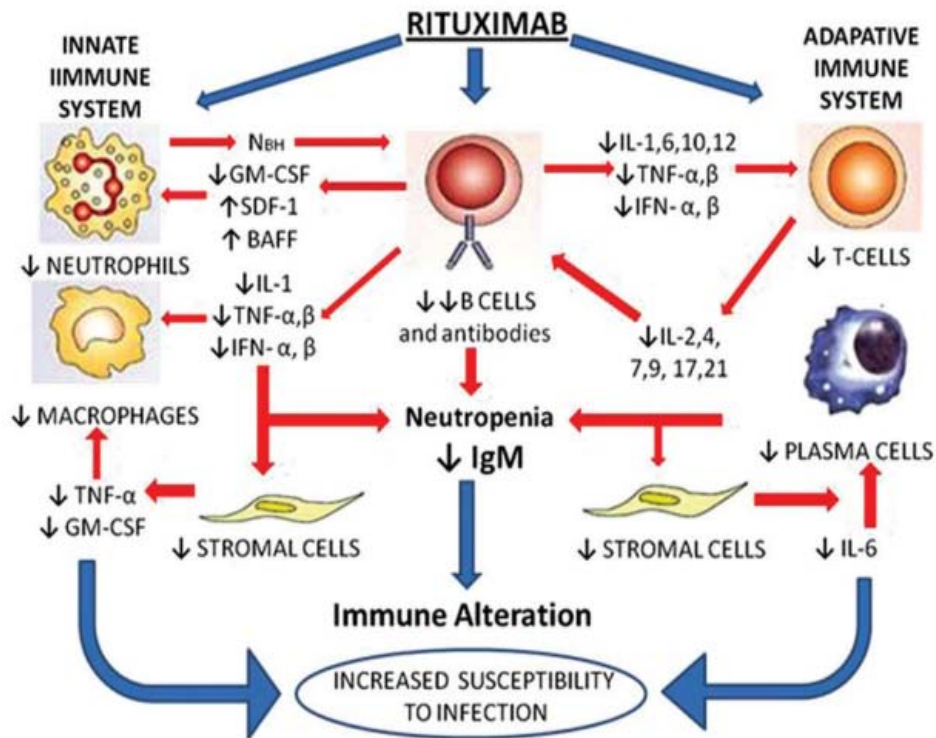 RITUXIMAB
INNATE
IIMMUNE
SYSTEM
ADAPATIVE
IMMUNE
SYSTEM
NBH
↓GM-CSF
↑SDF-1
↑ BAFF
↓IL-1,6,10,12
↓TNF-α,β
↓IFN- α, β
↓ NEUTROPHILS
↓IL-1
↓TNF-α,β
↓IFN- α, β
↓↓B CELLS
and antibodies
↓ T-CELLS
↓IL-2,4,
7,9, 17,21
↓ MACROPHAGES
Neutropenia
↓ IgM
↓ PLASMA CELLS
↓ TNF-α
↓ GM-CSF
↓ STROMAL CELLS
↓ STROMAL CELLS
↓ IL-6
Immune Alteration
INCREASED SUSCEPTIBILITY
TO INFECTION